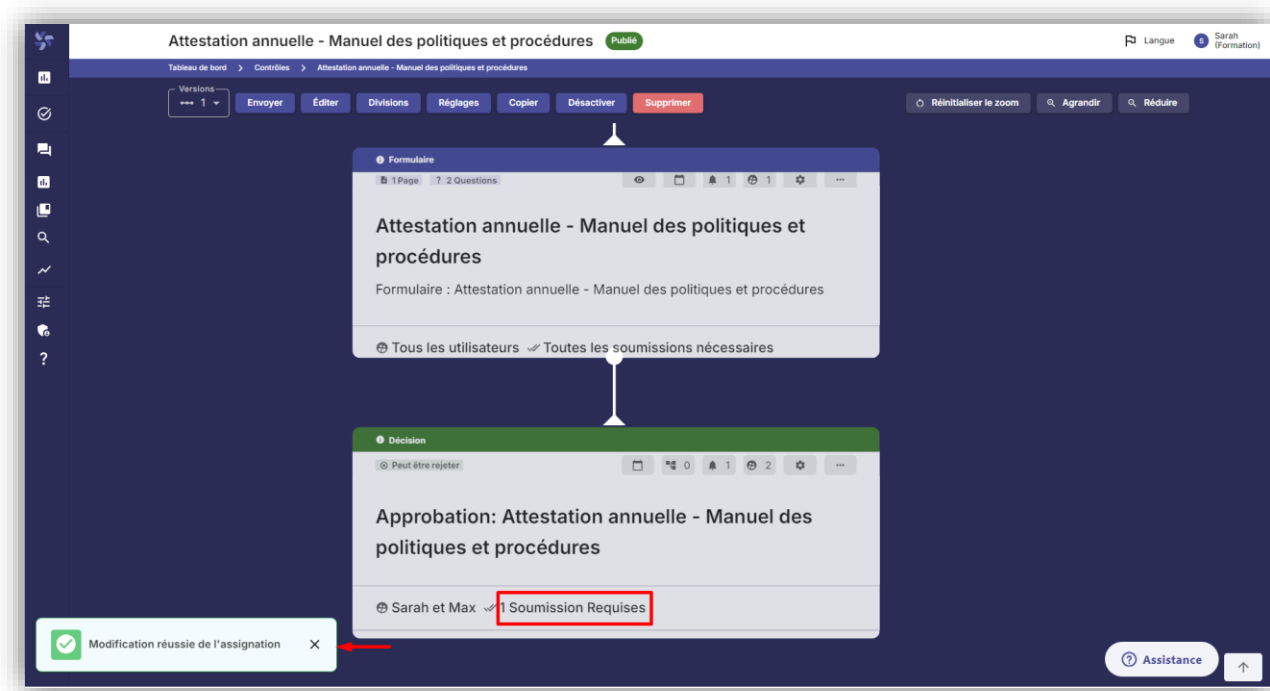 Attestation annuelle - Manuel des politiques et procédures Publié
Langue
S Sarah (Formation)
Tableau de bord > Contrôles > Attestation annuelle - Manuel des politiques et procédures
Versions
1
Envoyer Éditer Divisions Réglages Copier Désactiver Supprimer
Réinitialiser le zoom Agrandir Réduire
Formulaire
1 Page ? 2 Questions 1 1
Attestation annuelle - Manuel des politiques et
procédures
Formulaire : Attestation annuelle - Manuel des politiques et procédures
Tous les utilisateurs Toutes les soumissions nécessaires
Décision
Peut être rejeter 0 1 2
Approbation: Attestation annuelle - Manuel des
politiques et procédures
Sarah et Max 1 Soumission Requises
Modification réussie de l'assignation
? Assistance